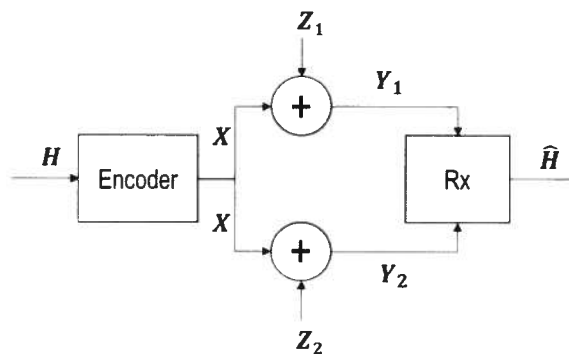 Z₁
Y₁
X
H
Encoder
Rx
Ĥ
X
Y₂
Z₂